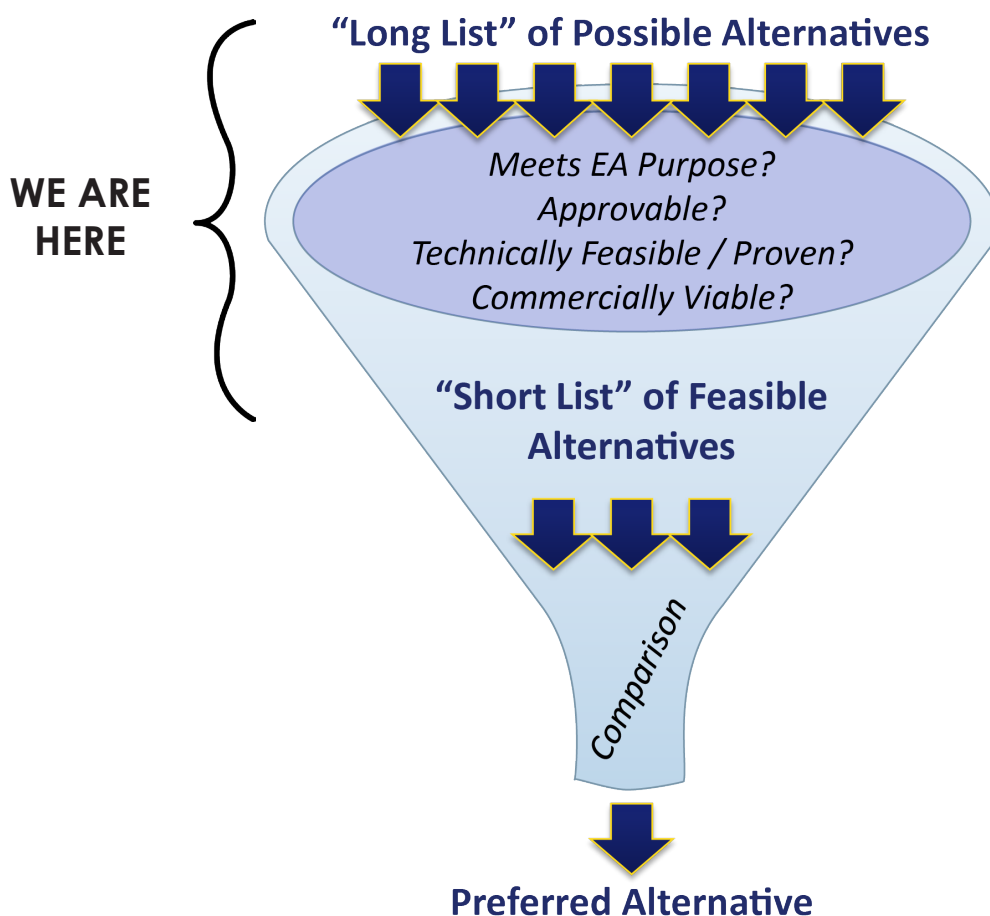 “Long List” of Possible Alternatives
WE ARE
HERE
Meets EA Purpose?
Approvable?
Technically Feasible / Proven?
Commercially Viable?
“Short List” of Feasible
Alternatives
Comparison
Preferred Alternative